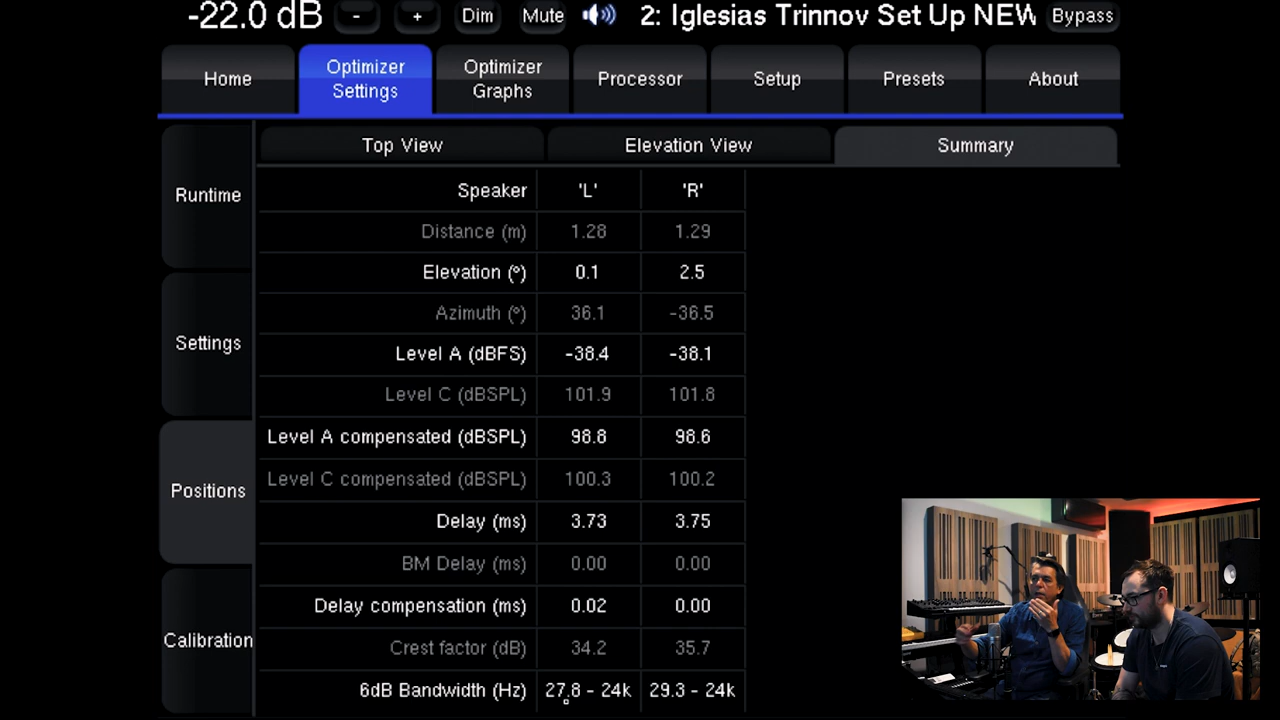 -22.0 dB - + Dim Mute 2: Iglesias Trinnov Set Up NEW Bypass
Home Optimizer Settings Optimizer Graphs Processor Setup Presets About
Top View Elevation View Summary
Runtime
Settings
Positions
Calibration
Speaker 'L' 'R'
Distance (m) 1.28 1.29
Elevation (º) 0.1 2.5
Azimuth (º) 36.1 -36.5
Level A (dBFS) -38.4 -38.1
Level C (dBSPL) 101.9 101.8
Level A compensated (dBSPL) 98.8 98.6
Level C compensated (dBSPL) 100.3 100.2
Delay (ms) 3.73 3.75
BM Delay (ms) 0.00 0.00
Delay compensation (ms) 0.02 0.00
Crest factor (dB) 34.2 35.7
6dB Bandwidth (Hz) 27.8 - 24k 29.3 - 24k